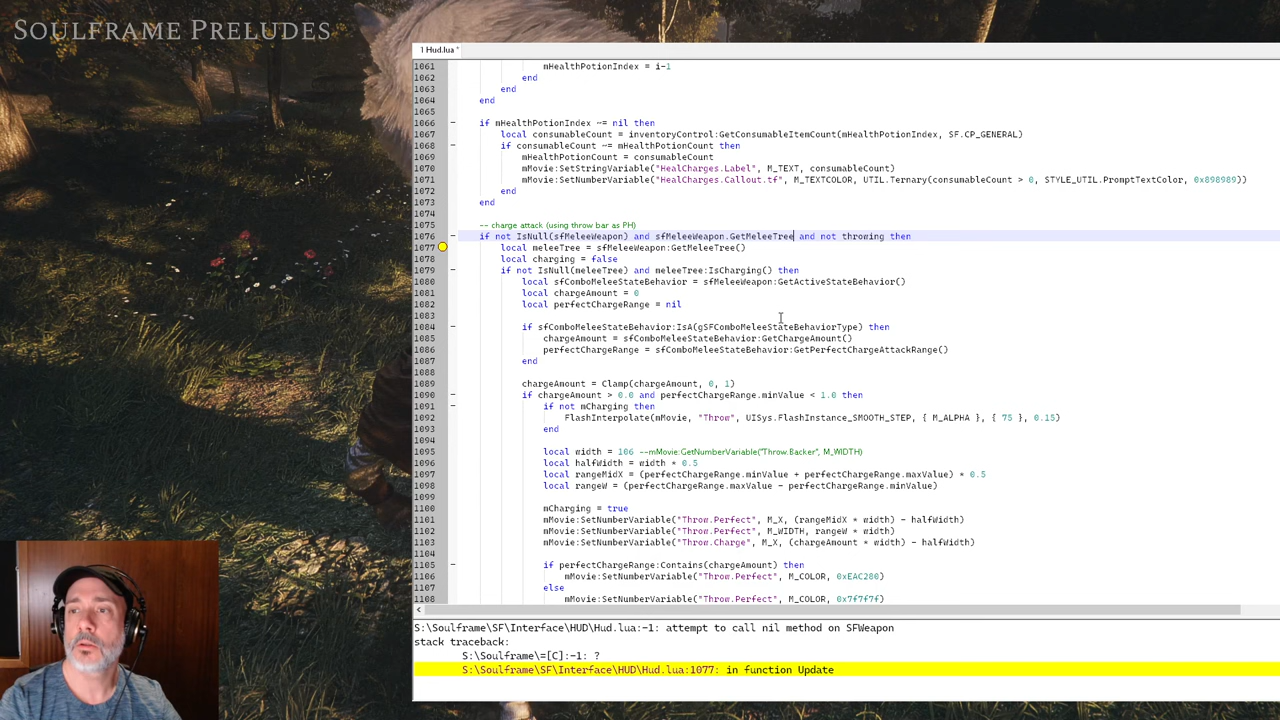 SOULFRAME PRELUDES
1 Hud.lua *
1061 mHealthPotionIndex = i-1
1062 end
1063 end
1064 end
1065
1066 if mHealthPotionIndex ~= nil then
1067 local consumableCount = inventoryControl:GetConsumableItemCount(mHealthPotionIndex, SF.CP_GENERAL)
1068 if consumableCount ~= mHealthPotionCount then
1069 mHealthPotionCount = consumableCount
1070 mMovie:SetStringVariable("HealCharges.Label", M_TEXT, consumableCount)
1071 mMovie:SetNumberVariable("HealCharges.Callout.tf", M_TEXTCOLOR, UTIL.Ternary(consumableCount > 0, STYLE_UTIL.PromptTextColor, 0x898989))
1072 end
1073 end
1074
1075 -- charge attack (using throw bar as PH)
1076 if not IsNull(sfMeleeWeapon) and sfMeleeWeapon.GetMeleeTree and not throwing then
1077 local meleeTree = sfMeleeWeapon:GetMeleeTree()
1078 local charging = false
1079 if not IsNull(meleeTree) and meleeTree:IsCharging() then
1080 local sfComboMeleeStateBehavior = sfMeleeWeapon:GetActiveStateBehavior()
1081 local chargeAmount = 0
1082 local perfectChargeRange = nil
1083
1084 if sfComboMeleeStateBehavior:IsA(gSFComboMeleeStateBehaviorType) then
1085 chargeAmount = sfComboMeleeStateBehavior:GetChargeAmount()
1086 perfectChargeRange = sfComboMeleeStateBehavior:GetPerfectChargeAttackRange()
1087 end
1088
1089 chargeAmount = Clamp(chargeAmount, 0, 1)
1090 if chargeAmount > 0.0 and perfectChargeRange.minValue < 1.0 then
1091 if not mCharging then
1092 FlashInterpolate(mMovie, "Throw", UISys.FlashInstance_SMOOTH_STEP, { M_ALPHA }, { 75 }, 0.15)
1093 end
1094
1095 local width = 106 --mMovie:GetNumberVariable("Throw.Backer", M_WIDTH)
1096 local halfWidth = width * 0.5
1097 local rangeMidX = (perfectChargeRange.minValue + perfectChargeRange.maxValue) * 0.5
1098 local rangeW = (perfectChargeRange.maxValue - perfectChargeRange.minValue)
1099
1100 mCharging = true
1101 mMovie:SetNumberVariable("Throw.Perfect", M_X, (rangeMidX * width) - halfWidth)
1102 mMovie:SetNumberVariable("Throw.Perfect", M_WIDTH, rangeW * width)
1103 mMovie:SetNumberVariable("Throw.Charge", M_X, (chargeAmount * width) - halfWidth)
1104
1105 if perfectChargeRange:Contains(chargeAmount) then
1106 mMovie:SetNumberVariable("Throw.Perfect", M_COLOR, 0xEAC280)
1107 else
1108 mMovie:SetNumberVariable("Throw.Perfect", M_COLOR, 0x7f7f7f)
S:\Soulframe\SF\Interface\HUD\Hud.lua:-1: attempt to call nil method on SFWeapon
stack traceback:
S:\Soulframe\=[C]:-1: ?
S:\Soulframe\SF\Interface\HUD\Hud.lua:1077: in function Update